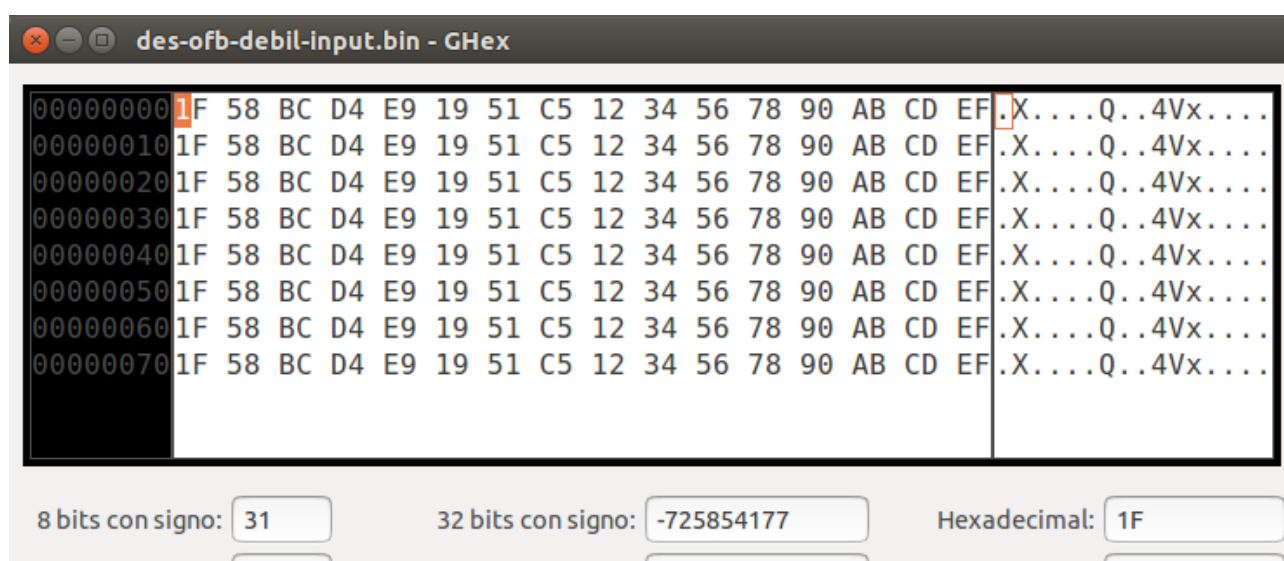 des-ofb-debil-input.bin - GHex
00000000 1F 58 BC D4 E9 19 51 C5 12 34 56 78 90 AB CD EF .X....Q..4Vx....
00000010 1F 58 BC D4 E9 19 51 C5 12 34 56 78 90 AB CD EF .X....Q..4Vx....
00000020 1F 58 BC D4 E9 19 51 C5 12 34 56 78 90 AB CD EF .X....Q..4Vx....
00000030 1F 58 BC D4 E9 19 51 C5 12 34 56 78 90 AB CD EF .X....Q..4Vx....
00000040 1F 58 BC D4 E9 19 51 C5 12 34 56 78 90 AB CD EF .X....Q..4Vx....
00000050 1F 58 BC D4 E9 19 51 C5 12 34 56 78 90 AB CD EF .X....Q..4Vx....
00000060 1F 58 BC D4 E9 19 51 C5 12 34 56 78 90 AB CD EF .X....Q..4Vx....
00000070 1F 58 BC D4 E9 19 51 C5 12 34 56 78 90 AB CD EF .X....Q..4Vx....
8 bits con signo: 31 32 bits con signo: -725854177 Hexadecimal: 1F